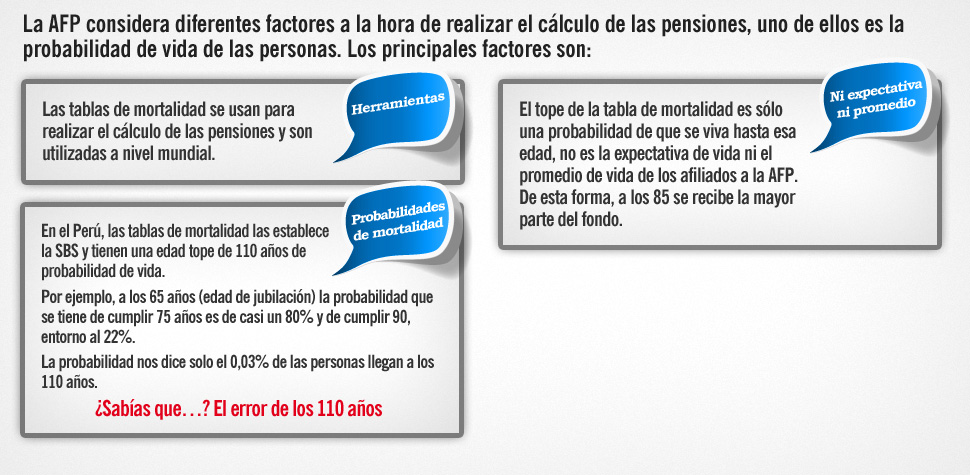 La AFP considera diferentes factores a la hora de realizar el cálculo de las pensiones, uno de ellos es la
probabilidad de vida de las personas. Los principales factores son:
Herramientas
Las tablas de mortalidad se usan para
realizar el cálculo de las pensiones y son
utilizadas a nivel mundial.
Probabilidades
de mortalidad
En el Perú, las tablas de mortalidad las establece
la SBS y tienen una edad tope de 110 años de
probabilidad de vida.
Por ejemplo, a los 65 años (edad de jubilación) la probabilidad que
se tiene de cumplir 75 años es de casi un 80% y de cumplir 90,
entorno al 22%.
La probabilidad nos dice solo el 0,03% de las personas llegan a los
110 años.
¿Sabías que...? El error de los 110 años
Ni expectativa
ni promedio
El tope de la tabla de mortalidad es sólo
una probabilidad de que se viva hasta esa
edad, no es la expectativa de vida ni el
promedio de vida de los afiliados a la AFP.
De esta forma, a los 85 se recibe la mayor
parte del fondo.